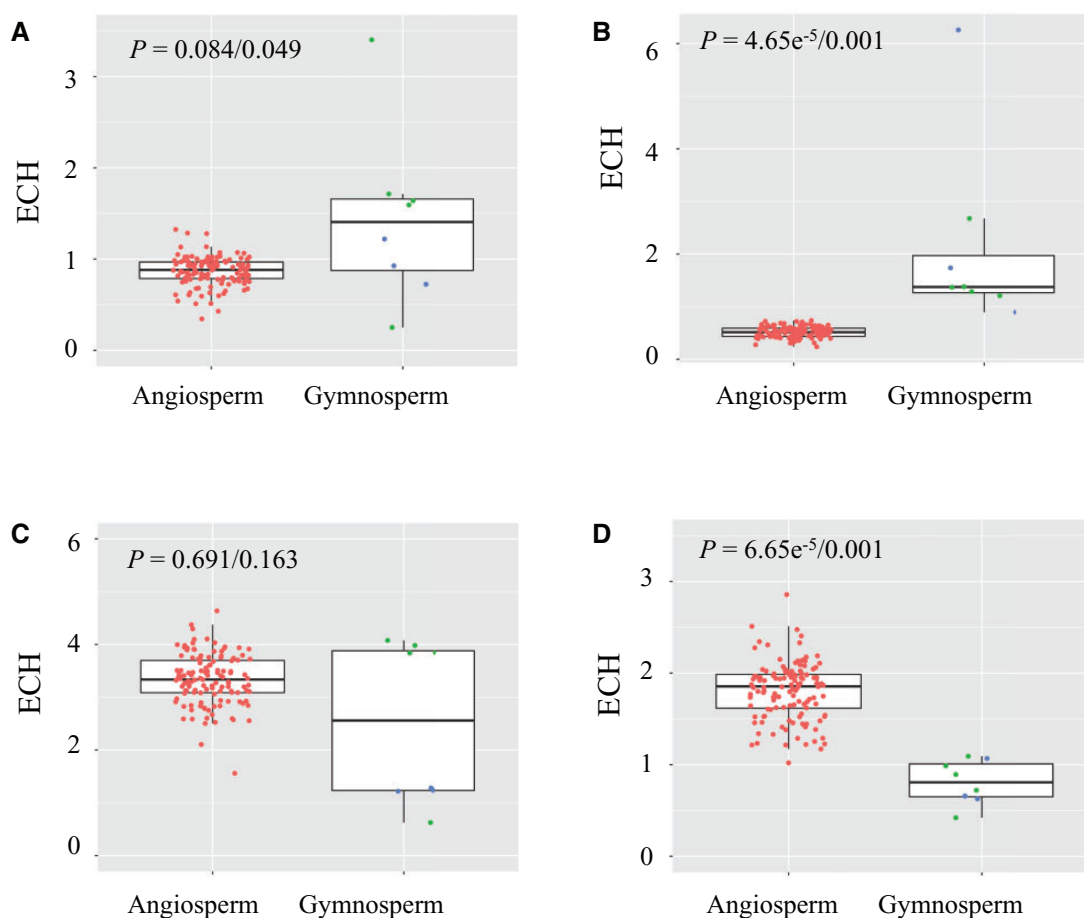 A
P = 0.084/0.049
ECH
3
2
1
0
Angiosperm Gymnosperm
B
P = 4.65e-5/0.001
ECH
6
4
2
0
Angiosperm Gymnosperm
C
P = 0.691/0.163
ECH
6
4
2
0
Angiosperm Gymnosperm
D
P = 6.65e-5/0.001
ECH
3
2
1
0
Angiosperm Gymnosperm